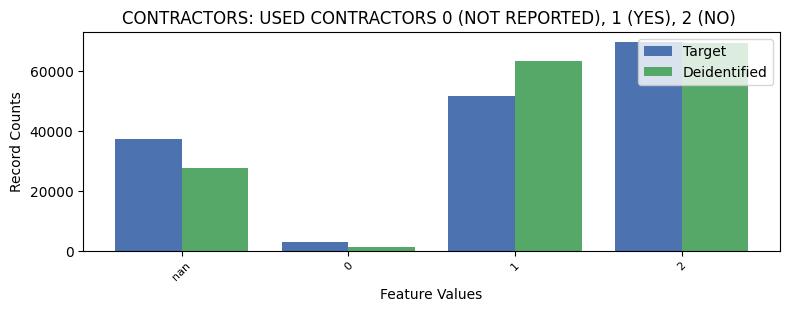 CONTRACTORS: USED CONTRACTORS 0 (NOT REPORTED), 1 (YES), 2 (NO)
Target
Deidentified
Record Counts
60000
40000
20000
0
nan
0
1
2
Feature Values